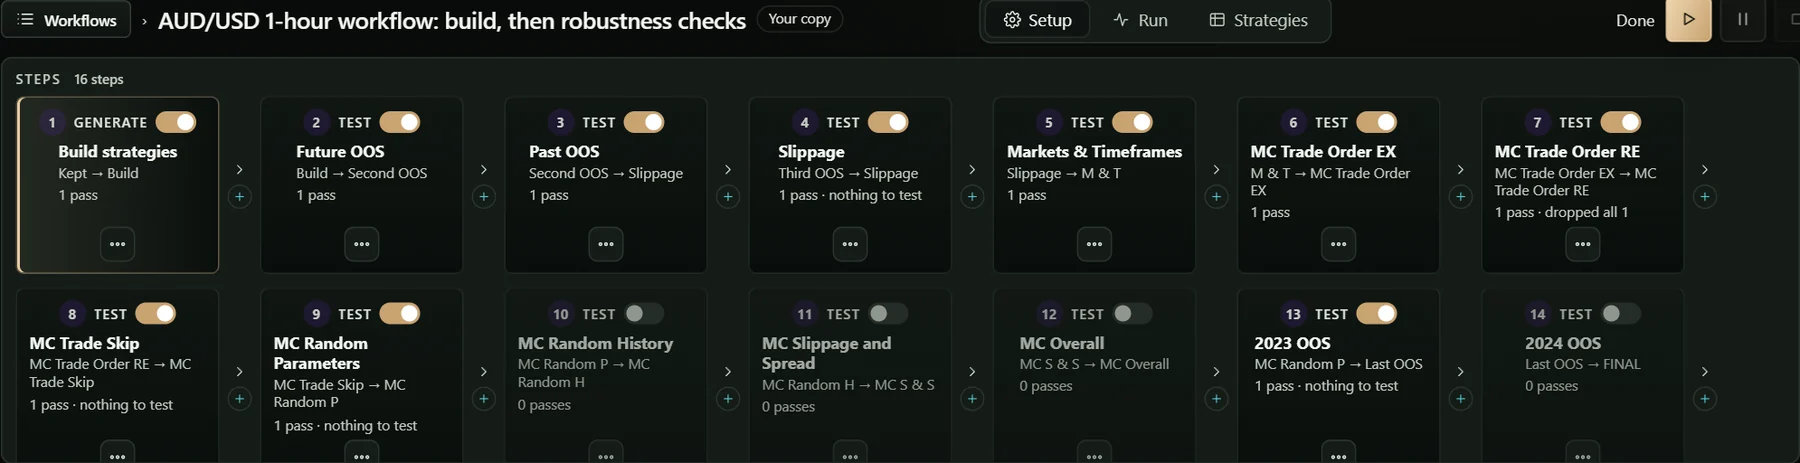 Workflows › AUD/USD 1-hour workflow: build, then robustness checks Your copy Setup Run Strategies Done
STEPS 16 steps
1 GENERATE
Build strategies
Kept → Build
1 pass
2 TEST
Future OOS
Build → Second OOS
1 pass
3 TEST
Past OOS
Second OOS → Slippage
1 pass
4 TEST
Slippage
Third OOS → Slippage
1 pass · nothing to test
5 TEST
Markets & Timeframes
Slippage → M & T
1 pass
6 TEST
MC Trade Order EX
M & T → MC Trade Order
EX
1 pass
7 TEST
MC Trade Order RE
MC Trade Order EX → MC
Trade Order RE
1 pass · dropped all 1
8 TEST
MC Trade Skip
MC Trade Order RE → MC
Trade Skip
1 pass · nothing to test
9 TEST
MC Random
Parameters
MC Trade Skip → MC
Random P
1 pass · nothing to test
10 TEST
MC Random History
MC Random P → MC
Random H
0 passes
11 TEST
MC Slippage and
Spread
MC Random H → MC S & S
0 passes
12 TEST
MC Overall
MC S & S → MC Overall
0 passes
13 TEST
2023 OOS
MC Random P → Last OOS
1 pass · nothing to test
14 TEST
2024 OOS
Last OOS → FINAL
0 passes